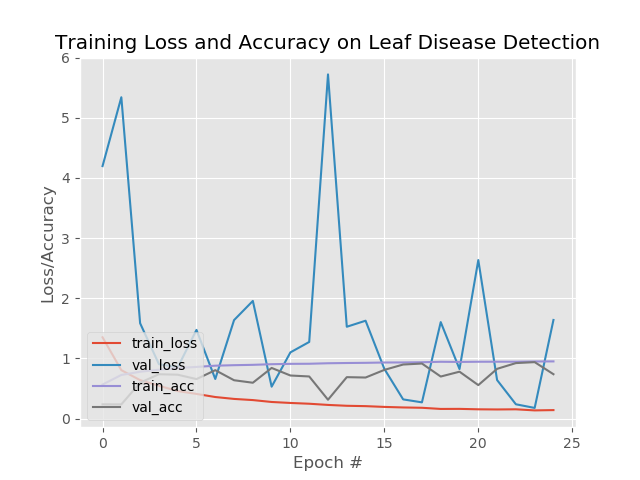 Training Loss and Accuracy on Leaf Disease Detection
6
5
4
3
2
1
0
Loss/Accuracy
train_loss
val_loss
train_acc
val_acc
0 5 10 15 20 25
Epoch #